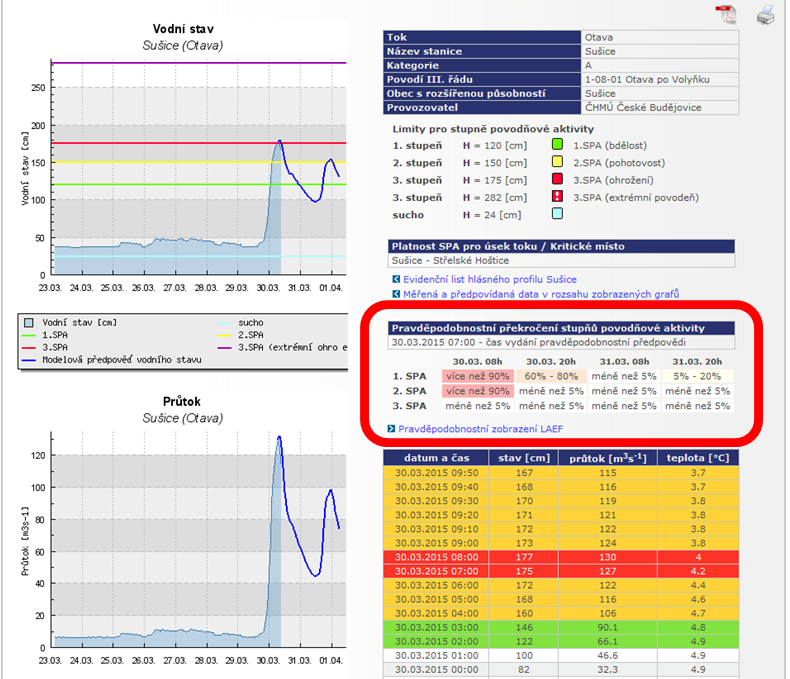 Vodní stav
Sušice (Otava)
Vodní stav [cm]
250
200
150
100
50
0
23.03. 24.03. 25.03. 26.03. 27.03. 28.03. 29.03. 30.03. 31.03. 01.04.
Vodní stav [cm] sucho
1.SPA 2.SPA
3.SPA 3.SPA (extrémní ohro e
Modelová předpověď vodního stavu
Průtok
Sušice (Otava)
Průtok [m3s-1]
120
100
80
60
40
20
0
23.03. 24.03. 25.03. 26.03. 27.03. 28.03. 29.03. 30.03. 31.03. 01.04.
Tok Otava
Název stanice Sušice
Kategorie A
Povodí III. řádu 1-08-01 Otava po Volyňku
Obec s rozšířenou působností Sušice
Provozovatel ČHMÚ České Budějovice
Limity pro stupně povodňové aktivity
1. stupeň H = 120 [cm] 1.SPA (bdělost)
2. stupeň H = 150 [cm] 2.SPA (pohotovost)
3. stupeň H = 175 [cm] 3.SPA (ohrožení)
3. stupeň H = 282 [cm] 3.SPA (extrémní povodeň)
sucho H = 24 [cm]
Platnost SPA pro úsek toku / Kritické místo
Sušice - Střelské Hoštice
Evidenční list hlásného profilu Sušice
Měřená a předpovídaná data v rozsahu zobrazených grafů
Pravděpodobnostní překročení stupňů povodňové aktivity
30.03.2015 07:00 - čas vydání pravděpodobnostní předpovědi
30.03. 08h 30.03. 20h 31.03. 08h 31.03. 20h
1. SPA více než 90% 60% - 80% méně než 5% 5% - 20%
2. SPA více než 90% méně než 5% méně než 5% méně než 5%
3. SPA méně než 5% méně než 5% méně než 5% méně než 5%
Pravděpodobnostní zobrazení LAEF
datum a čas stav [cm] průtok [m³s⁻¹] teplota [°C]
30.03.2015 09:50 167 115 3.7
30.03.2015 09:40 168 116 3.7
30.03.2015 09:30 170 119 3.8
30.03.2015 09:20 171 121 3.8
30.03.2015 09:10 172 122 3.8
30.03.2015 09:00 173 124 3.8
30.03.2015 08:00 177 130 4
30.03.2015 07:00 175 127 4.2
30.03.2015 06:00 172 122 4.4
30.03.2015 05:00 168 116 4.6
30.03.2015 04:00 160 106 4.7
30.03.2015 03:00 146 90.1 4.8
30.03.2015 02:00 122 66.1 4.9
30.03.2015 01:00 100 46.6 4.9
30.03.2015 00:00 82 32.3 4.9